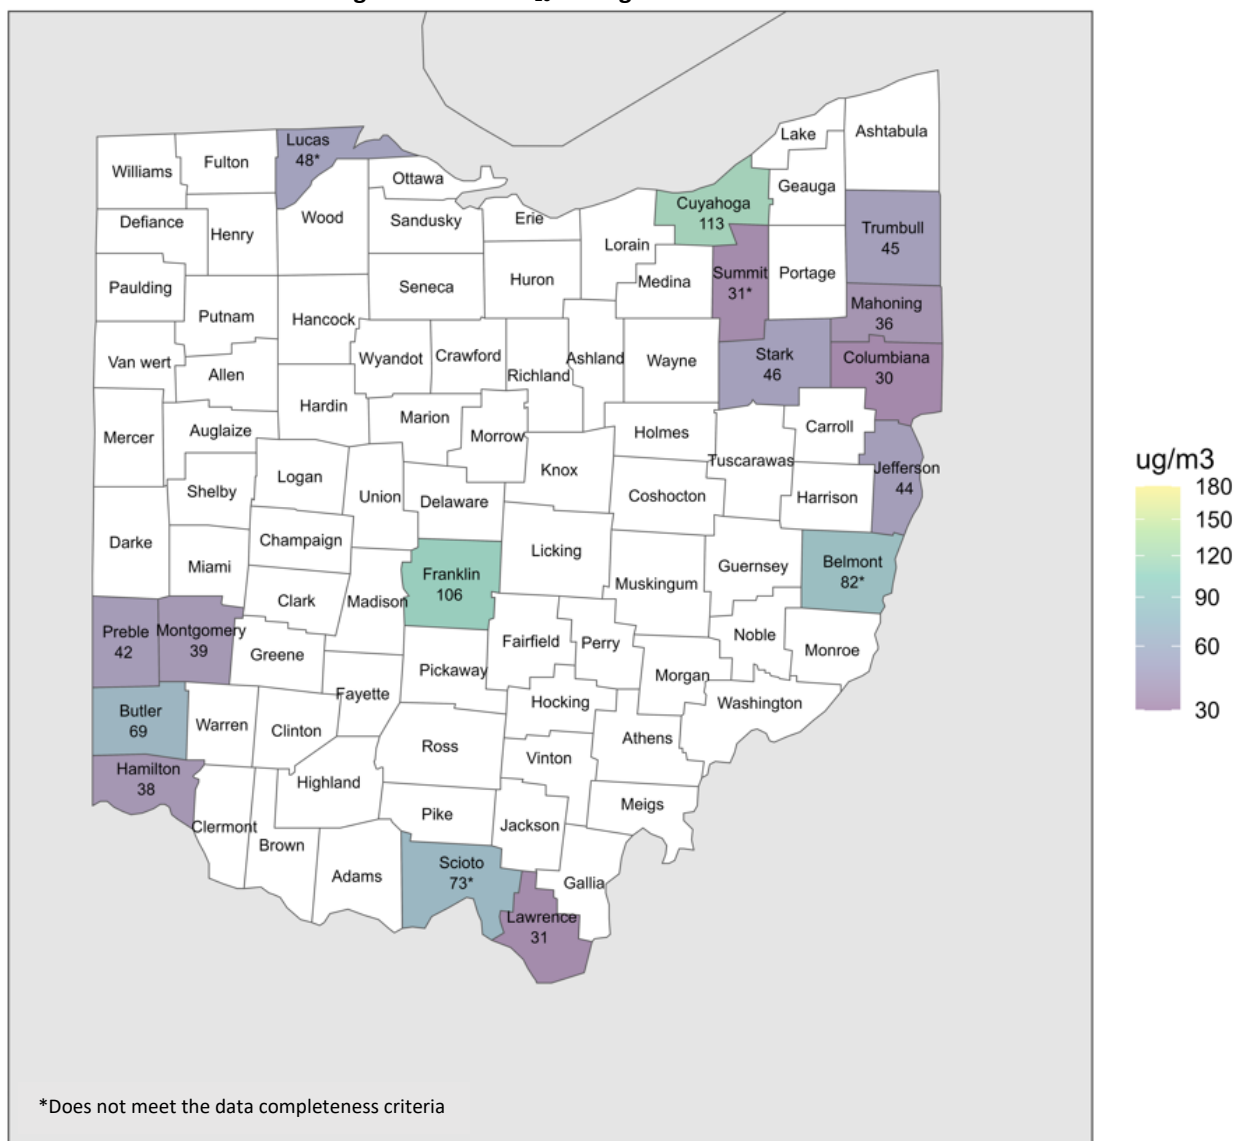 Lucas
48*
Williams
Fulton
Ottawa
Lake
Ashtabula
Geauga
Defiance
Henry
Wood
Sandusky
Erie
Cuyahoga
113
Lorain
Trumbull
45
Paulding
Putnam
Hancock
Seneca
Huron
Medina
Summit
31*
Portage
Mahoning
36
Van wert
Allen
Wyandot
Crawford
Richland
Ashland
Wayne
Stark
46
Columbiana
30
Hardin
Mercer
Auglaize
Marion
Morrow
Holmes
Carroll
Tuscarawas
Jefferson
44
Shelby
Logan
Union
Delaware
Knox
Coshocton
Harrison
Darke
Miami
Champaign
Licking
Muskingum
Guernsey
Belmont
82*
Clark
Madison
Franklin
106
Preble
42
Montgomery
39
Greene
Fairfield
Perry
Noble
Monroe
Pickaway
Morgan
Fayette
Hocking
Washington
Butler
69
Warren
Clinton
Ross
Vinton
Athens
Hamilton
38
Highland
Clermont
Brown
Pike
Jackson
Meigs
Adams
Scioto
73*
Gallia
Lawrence
31
ug/m3
180
150
120
90
60
30
*Does not meet the data completeness criteria